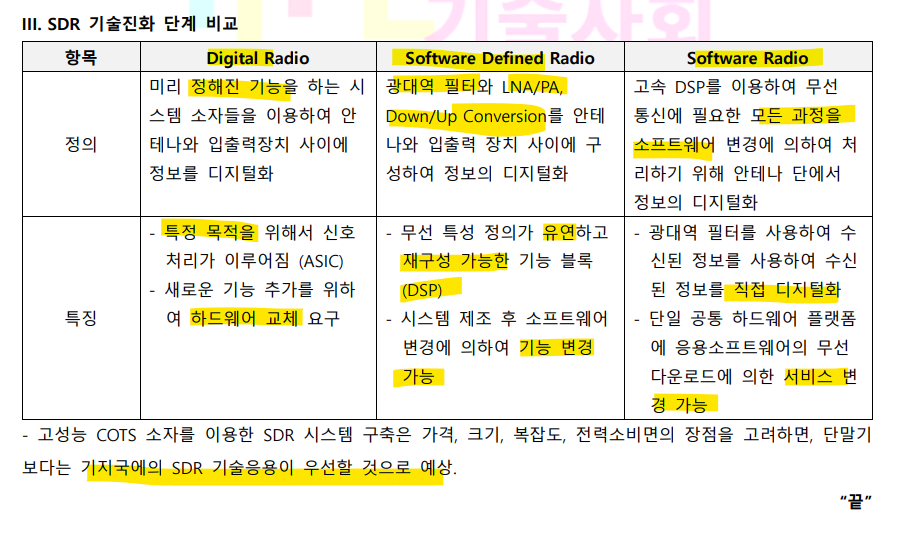 기술사회
III. SDR 기술진화 단계 비교
항목
Digital Radio
Software Defined Radio
Software Radio
정의
미리 정해진 기능을 하는 시
스템 소자들을 이용하여 안
테나와 입출력장치 사이에
정보를 디지털화
광대역 필터와 LNA/PA,
Down/Up Conversion를 안테
나와 입출력 장치 사이에 구
성하여 정보의 디지털화
고속 DSP를 이용하여 무선
통신에 필요한 모든 과정을
소프트웨어 변경에 의하여 처
리하기 위해 안테나 단에서
정보의 디지털화
특징
- 특정 목적을 위해서 신호
처리가 이루어짐 (ASIC)
- 새로운 기능 추가를 위하
여 하드웨어 교체 요구
- 무선 특성 정의가 유연하고
재구성 가능한 기능 블록
(DSP)
- 시스템 제조 후 소프트웨어
변경에 의하여 기능 변경
가능
- 광대역 필터를 사용하여 수
신된 정보를 사용하여 수신
된 정보를 직접 디지털화
- 단일 공통 하드웨어 플랫폼
에 응용소프트웨어의 무선
다운로드에 의한 서비스 변
경 가능
- 고성능 COTS 소자를 이용한 SDR 시스템 구축은 가격, 크기, 복잡도, 전력소비면의 장점을 고려하면, 단말기
보다는 기지국에의 SDR 기술응용이 우선할 것으로 예상.
“끝”